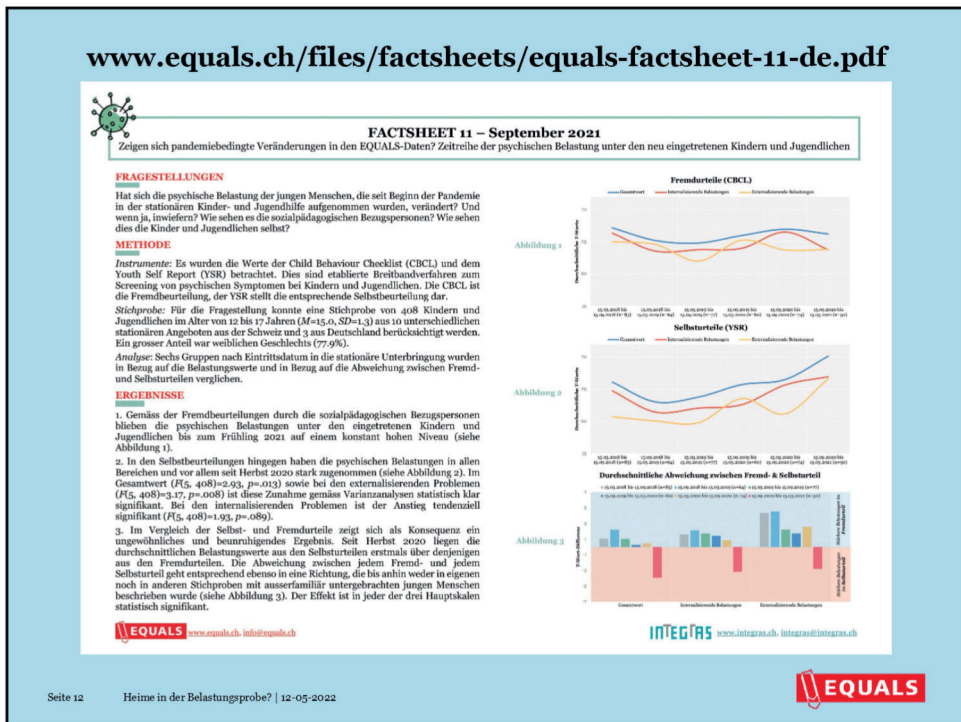 www.equals.ch/files/factsheets/equals-factsheet-11-de.pdf
FACTSHEET 11 – September 2021
Zeigen sich pandemiebedingte Veränderungen in den EQUALS-Daten? Zeitreihe der psychischen Belastung unter den neu eingetretenen Kindern und Jugendlichen
FRAGESTELLUNGEN
Hat sich die psychische Belastung der jungen Menschen, die seit Beginn der Pandemie
in der stationären Kinder- und Jugendhilfe aufgenommen wurden, verändert? Und
wenn ja, inwiefern? Wie sehen es die sozialpädagogischen Bezugspersonen? Wie sehen
dies die Kinder und Jugendlichen selbst?
METHODE
Instrumente: Es wurden die Werte der Child Behaviour Checklist (CBCL) und dem
Youth Self Report (YSR) betrachtet. Dies sind etablierte Breitbandverfahren zum
Screening von psychischen Symptomen bei Kindern und Jugendlichen. Die CBCL ist
die Fremdbeurteilung, der YSR stellt die entsprechende Selbstbeurteilung dar.
Stichprobe: Für die Fragestellung konnte eine Stichprobe von 408 Kindern und
Jugendlichen im Alter von 12 bis 17 Jahren (M=15.0, SD=1.3) aus 10 unterschiedlichen
stationären Angeboten aus der Schweiz und 3 aus Deutschland berücksichtigt werden.
Ein grosser Anteil war weiblichen Geschlechts (77.9%).
Analyse: Sechs Gruppen nach Eintrittsdatum in die stationäre Unterbringung wurden
in Bezug auf die Belastungswerte und in Bezug auf die Abweichung zwischen Fremd-
und Selbsturteilen verglichen.
ERGEBNISSE
1. Gemäss der Fremdbeurteilungen durch die sozialpädagogischen Bezugspersonen
blieben die psychischen Belastungen unter den eingetretenen Kindern und
Jugendlichen bis zum Frühling 2021 auf einem konstant hohen Niveau (siehe
Abbildung 1).
2. In den Selbstbeurteilungen hingegen haben die psychischen Belastungen in allen
Bereichen und vor allem seit Herbst 2020 stark zugenommen (siehe Abbildung 2). Im
Gesamtwert (F(5, 408)=2.93, p=.013) sowie bei den externalisierenden Problemen
(F(5, 408)=3.17, p=.008) ist diese Zunahme gemäss Varianzanalysen statistisch klar
signifikant. Bei den internalisierenden Problemen ist der Anstieg tendenziell
signifikant (F(5, 408)=1.93, p=.089).
3. Im Vergleich der Selbst- und Fremdurteile zeigt sich als Konsequenz ein
ungewöhnliches und beunruhigendes Ergebnis. Seit Herbst 2020 liegen die
durchschnittlichen Belastungswerte aus den Selbsturteilen erstmals über denjenigen
aus den Fremdurteilen. Die Abweichung zwischen jedem Fremd- und jedem
Selbsturteil geht entsprechend ebenso in eine Richtung, die bis anhin weder in eigenen
noch in anderen Stichproben mit ausserfamiliär untergebrachten jungen Menschen
beschrieben wurde (siehe Abbildung 3). Der Effekt ist in jeder der drei Hauptskalen
statistisch signifikant.
EQUALS www.equals.ch, info@equals.ch
Fremdurteile (CBCL)
Gesamtwert Internalisierende Belastungen Externalisierende Belastungen
Abbildung 1
Durchschnittliche T-Werte
Selbsturteile (YSR)
Gesamtwert Internalisierende Belastungen Externalisierende Belastungen
Abbildung 2
Durchschnittliche T-Werte
Durchschnittliche Abweichung zwischen Fremd- & Selbsturteil
Abbildung 3
T-Wert-Differenz
Stärkere Belastungen im Fremdurteil
Stärkere Belastungen im Selbsturteil
Gesamtwert Internalisierende Belastungen Externalisierende Belastungen
INTEGRAS www.integras.ch, integras@integras.ch
Seite 12 Heime in der Belastungsprobe? | 12-05-2022
EQUALS